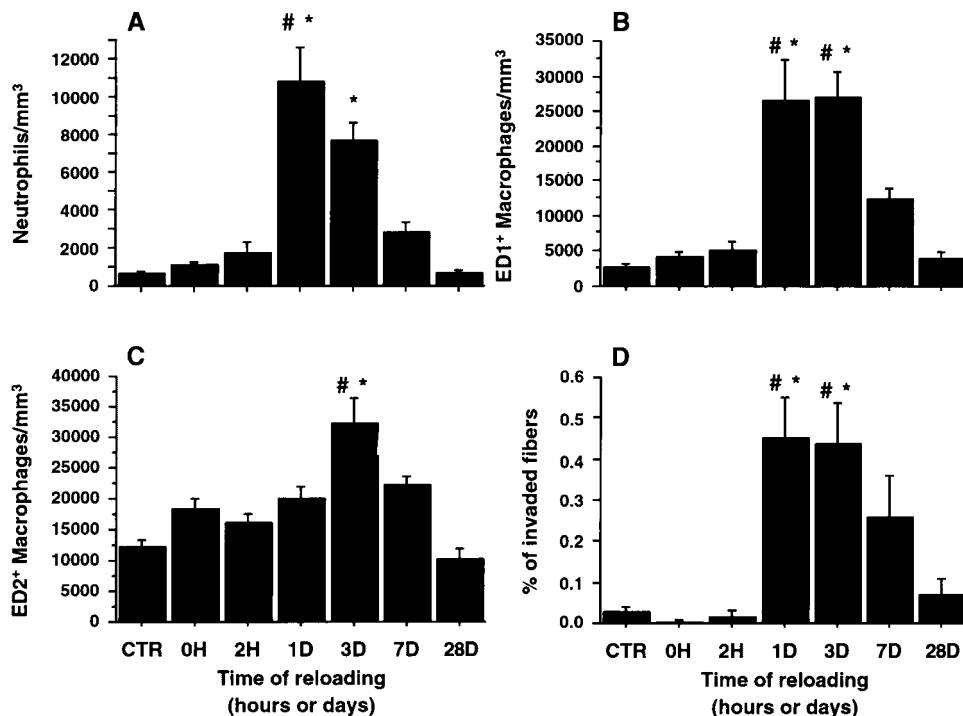 A
# *
*
Neutrophils/mm³
12000
10000
8000
6000
4000
2000
0
B
# *
# *
ED1⁺ Macrophages/mm³
35000
30000
25000
20000
15000
10000
5000
0
C
# *
ED2⁺ Macrophages/mm³
40000
35000
30000
25000
20000
15000
10000
5000
0
CTR 0H 2H 1D 3D 7D 28D
Time of reloading
(hours or days)
D
# *
# *
% of invaded fibers
0.6
0.5
0.4
0.3
0.2
0.1
0.0
CTR 0H 2H 1D 3D 7D 28D
Time of reloading
(hours or days)